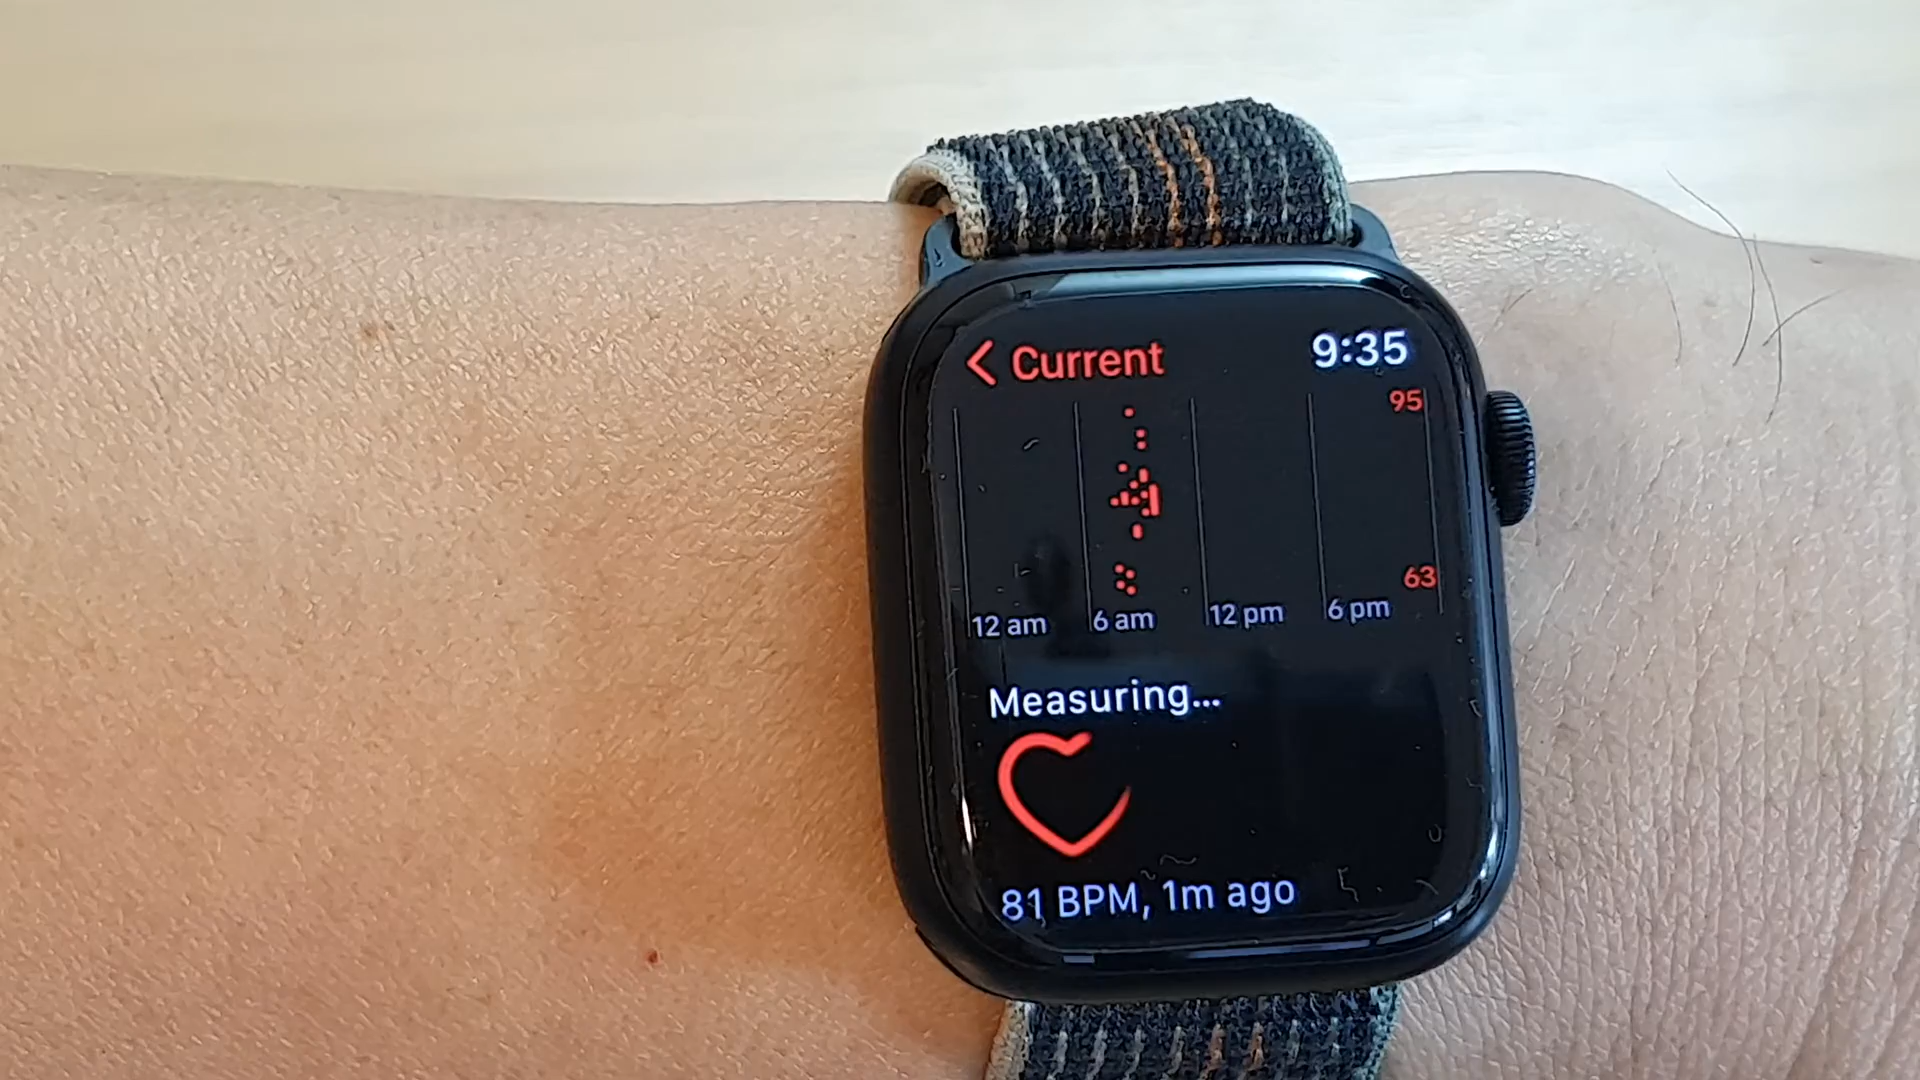 Current
9:35
95
63
12 am 6 am 12 pm 6 pm
Measuring...
81 BPM, 1m ago